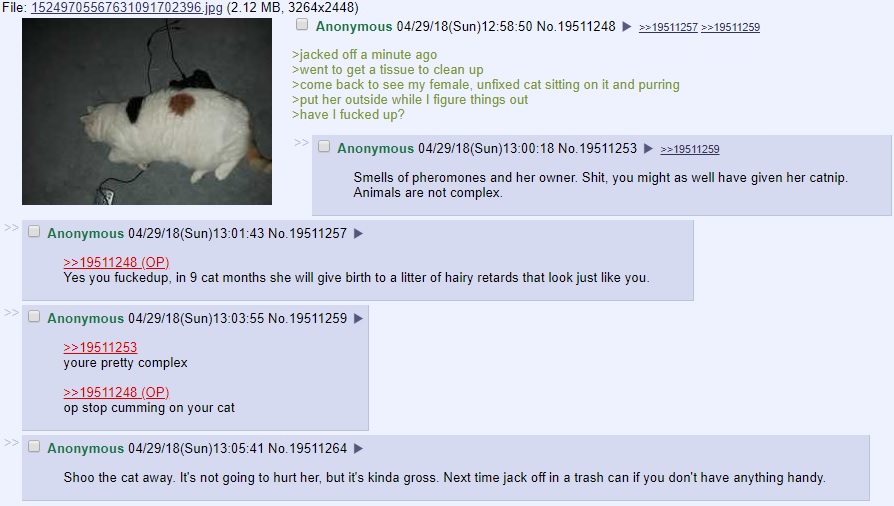 File: 15249705567631091702396.jpg (2.12 MB, 3264x2448)
Anonymous 04/29/18(Sun)12:58:50 No.19511248 ▶ >>19511257 >>19511259
>jacked off a minute ago
>went to get a tissue to clean up
>come back to see my female, unfixed cat sitting on it and purring
>put her outside while I figure things out
>have I fucked up?
>> Anonymous 04/29/18(Sun)13:00:18 No.19511253 ▶ >>19511259
Smells of pheromones and her owner. Shit, you might as well have given her catnip.
Animals are not complex.
>> Anonymous 04/29/18(Sun)13:01:43 No.19511257 ▶
>>19511248 (OP)
Yes you fuckedup, in 9 cat months she will give birth to a litter of hairy retards that look just like you.
>> Anonymous 04/29/18(Sun)13:03:55 No.19511259 ▶
>>19511253
youre pretty complex
>>19511248 (OP)
op stop cumming on your cat
>> Anonymous 04/29/18(Sun)13:05:41 No.19511264 ▶
Shoo the cat away. It's not going to hurt her, but it's kinda gross. Next time jack off in a trash can if you don't have anything handy.